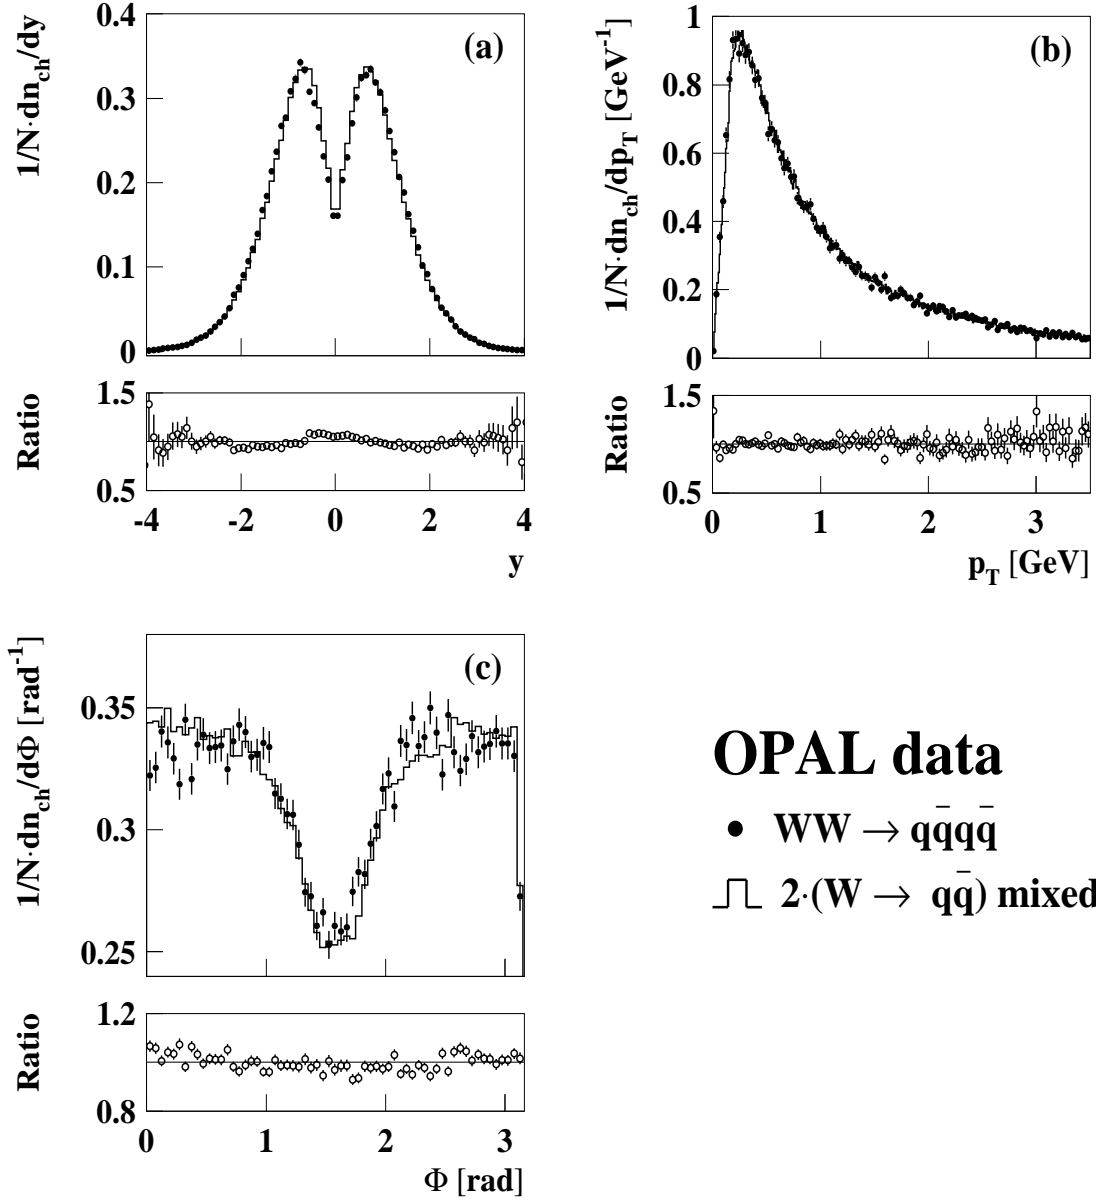 0.4
0.3
0.2
0.1
0
1/N·dn_ch/dy
(a)
1.5
0.5
Ratio
-4 -2 0 2 4
y
1
0.8
0.6
0.4
0.2
0
1/N·dn_ch/dp_T [GeV^-1]
(b)
1.5
0.5
Ratio
0 1 2 3
p_T [GeV]
0.35
0.3
0.25
1/N·dn_ch/dΦ [rad^-1]
(c)
1.2
1
0.8
Ratio
0 1 2 3
Φ [rad]
OPAL data
WW → qq̄qq̄
2·(W → qq̄) mixed